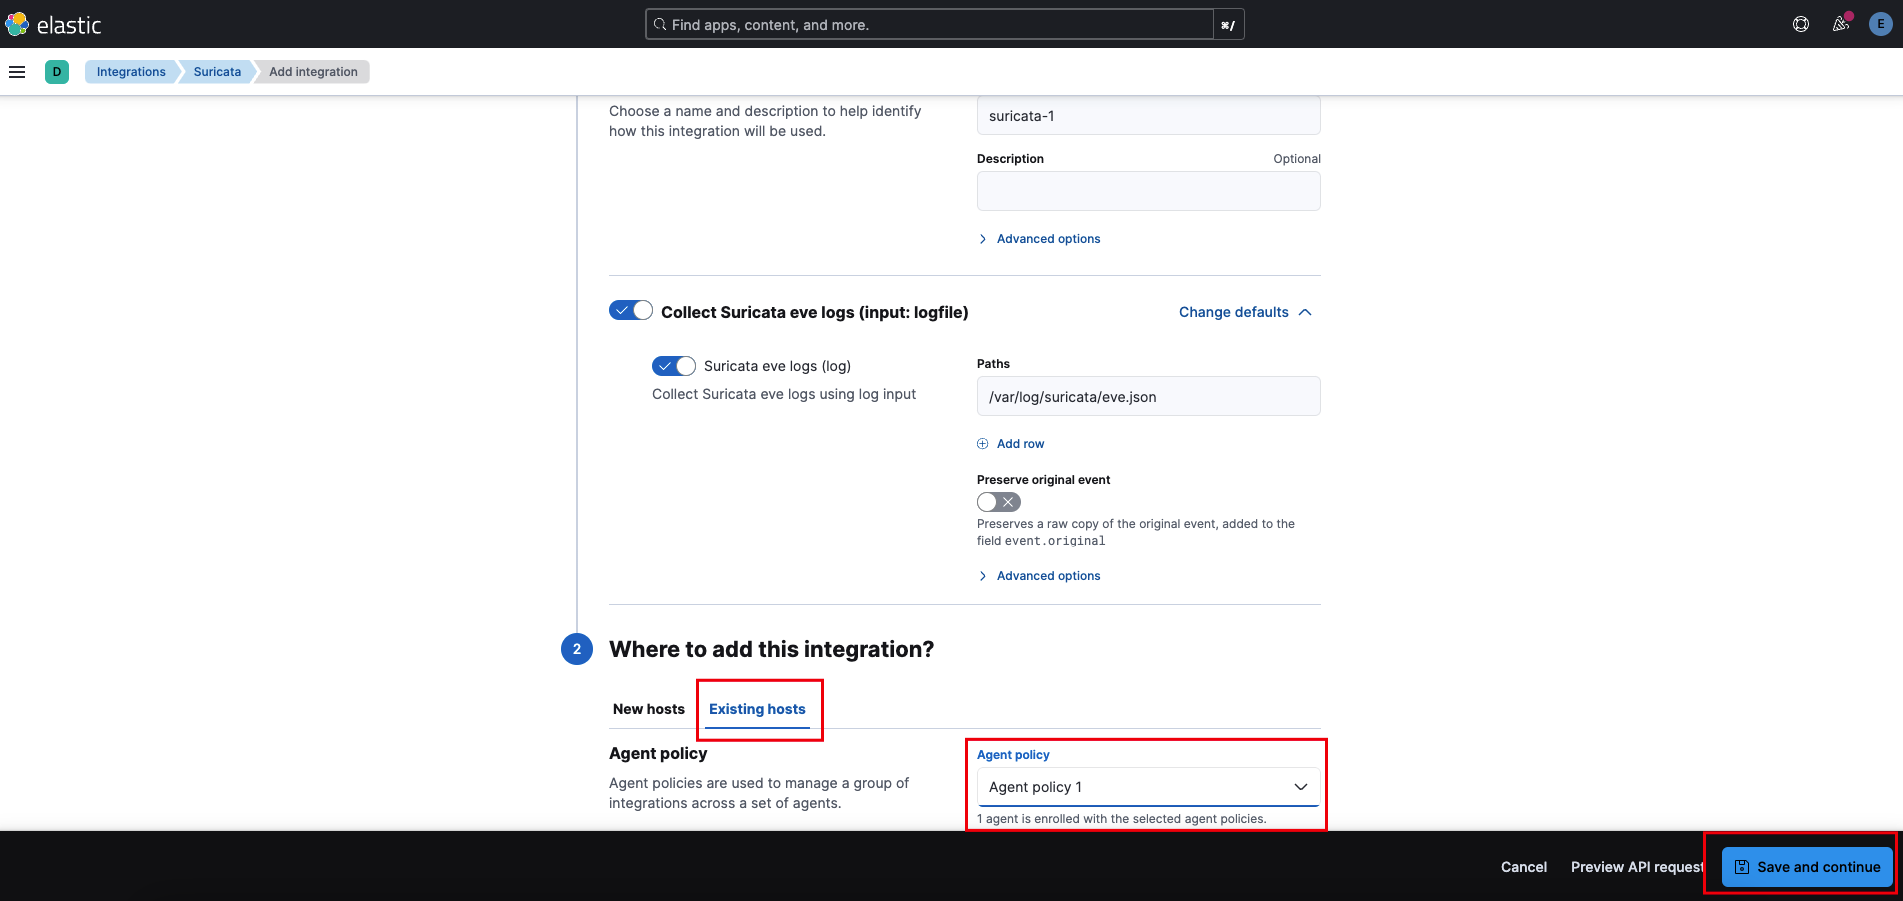 elastic
Find apps, content, and more.
⌘/
E
D
Integrations
Suricata
Add integration
Choose a name and description to help identify
how this integration will be used.
suricata-1
Description
Optional
Advanced options
Collect Suricata eve logs (input: logfile)
Change defaults
Suricata eve logs (log)
Collect Suricata eve logs using log input
Paths
/var/log/suricata/eve.json
Add row
Preserve original event
Preserves a raw copy of the original event, added to the
field event.original
Advanced options
2
Where to add this integration?
New hosts
Existing hosts
Agent policy
Agent policies are used to manage a group of
integrations across a set of agents.
Agent policy
Agent policy 1
1 agent is enrolled with the selected agent policies.
Cancel
Preview API request
Save and continue